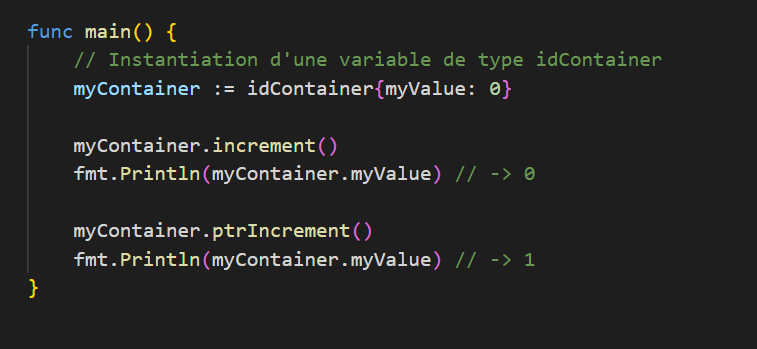 func main() {
// Instantiation d'une variable de type idContainer
myContainer := idContainer{myValue: 0}
myContainer.increment()
fmt.Println(myContainer.myValue) // -> 0
myContainer.ptrIncrement()
fmt.Println(myContainer.myValue) // -> 1
}